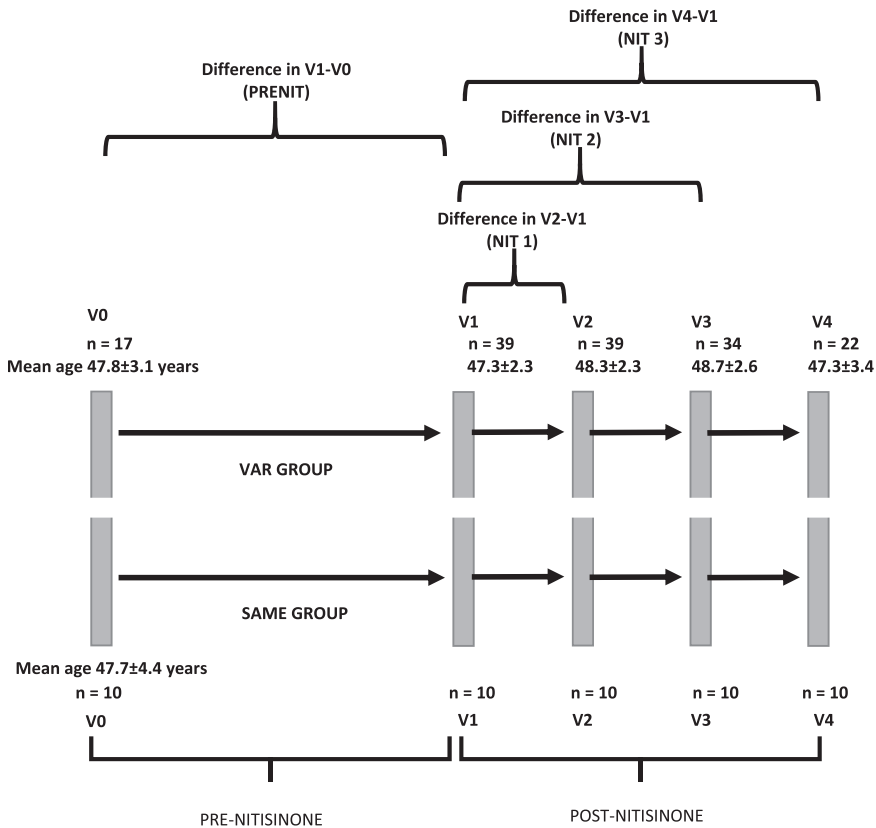 Difference in V4-V1
(NIT 3)
Difference in V1-V0
(PRENIT)
Difference in V3-V1
(NIT 2)
Difference in V2-V1
(NIT 1)
V0
V1
V2
V3
V4
n = 17
n = 39
n = 39
n = 34
n = 22
Mean age 47.8±3.1 years
47.3±2.3
48.3±2.3
48.7±2.6
47.3±3.4
VAR GROUP
SAME GROUP
Mean age 47.7±4.4 years
n = 10
n = 10
n = 10
n = 10
n = 10
V0
V1
V2
V3
V4
PRE-NITISINONE
POST-NITISINONE